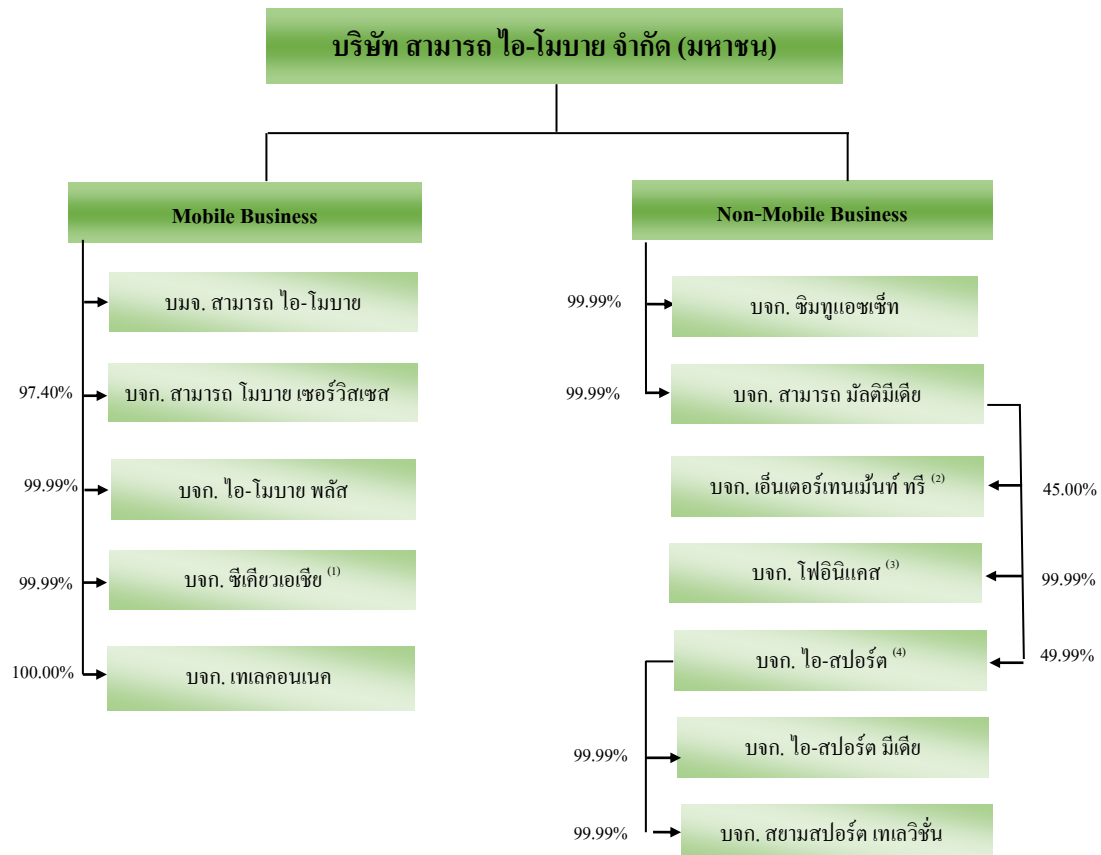 บริษัท สามารถ ไอ-โมบาย จำกัด (มหาชน)
Mobile Business
บมจ. สามารถ ไอ-โมบาย
97.40%
บจก. สามารถ โมบาย เซอร์วิสเซส
99.99%
บจก. ไอ-โมบาย พลัส
99.99%
บจก. ซีเคียวเอเชีย (1)
100.00%
บจก. เทเลคอนเนค
Non-Mobile Business
99.99%
บจก. ซิมทูแอซเซ็ท
99.99%
บจก. สามารถ มัลติมีเดีย
บจก. เอ็นเตอร์เทนเม้นท์ ทรี (2)
45.00%
บจก. โฟอินิแคส (3)
99.99%
บจก. ไอ-สปอร์ต (4)
49.99%
99.99%
บจก. ไอ-สปอร์ต มีเดีย
99.99%
บจก. สยามสปอร์ต เทเลวิชั่น